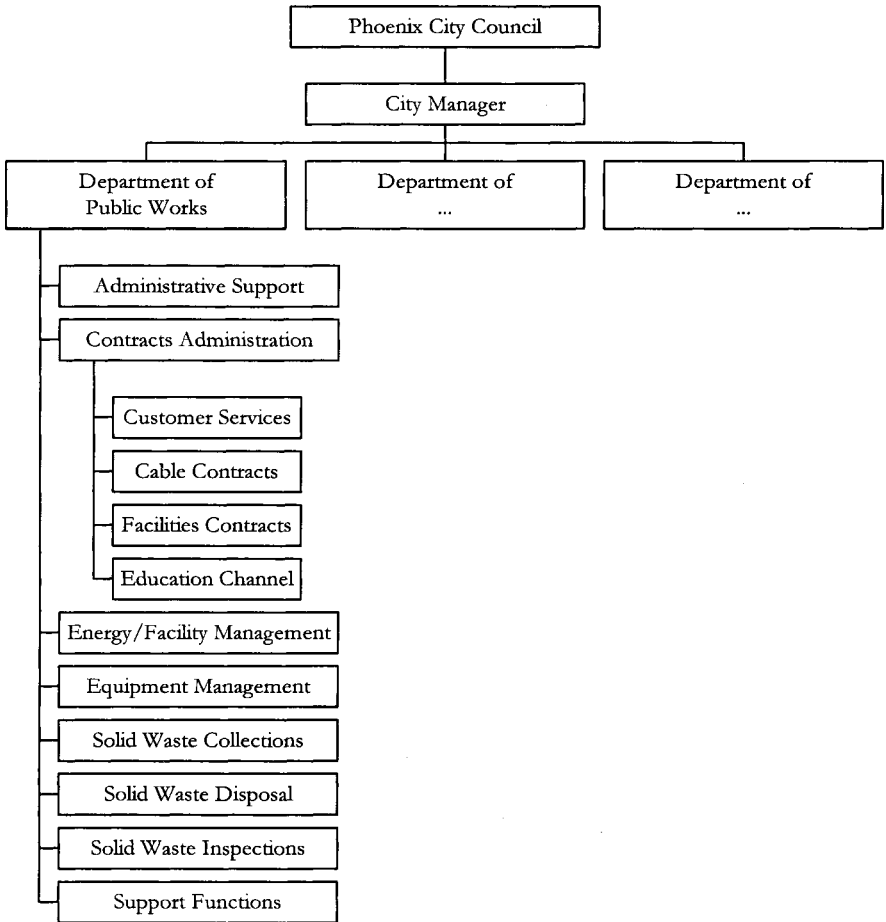 Phoenix City Council
City Manager
Department of
Public Works
Department of
...
Department of
...
Administrative Support
Contracts Administration
Customer Services
Cable Contracts
Facilities Contracts
Education Channel
Energy/Facility Management
Equipment Management
Solid Waste Collections
Solid Waste Disposal
Solid Waste Inspections
Support Functions